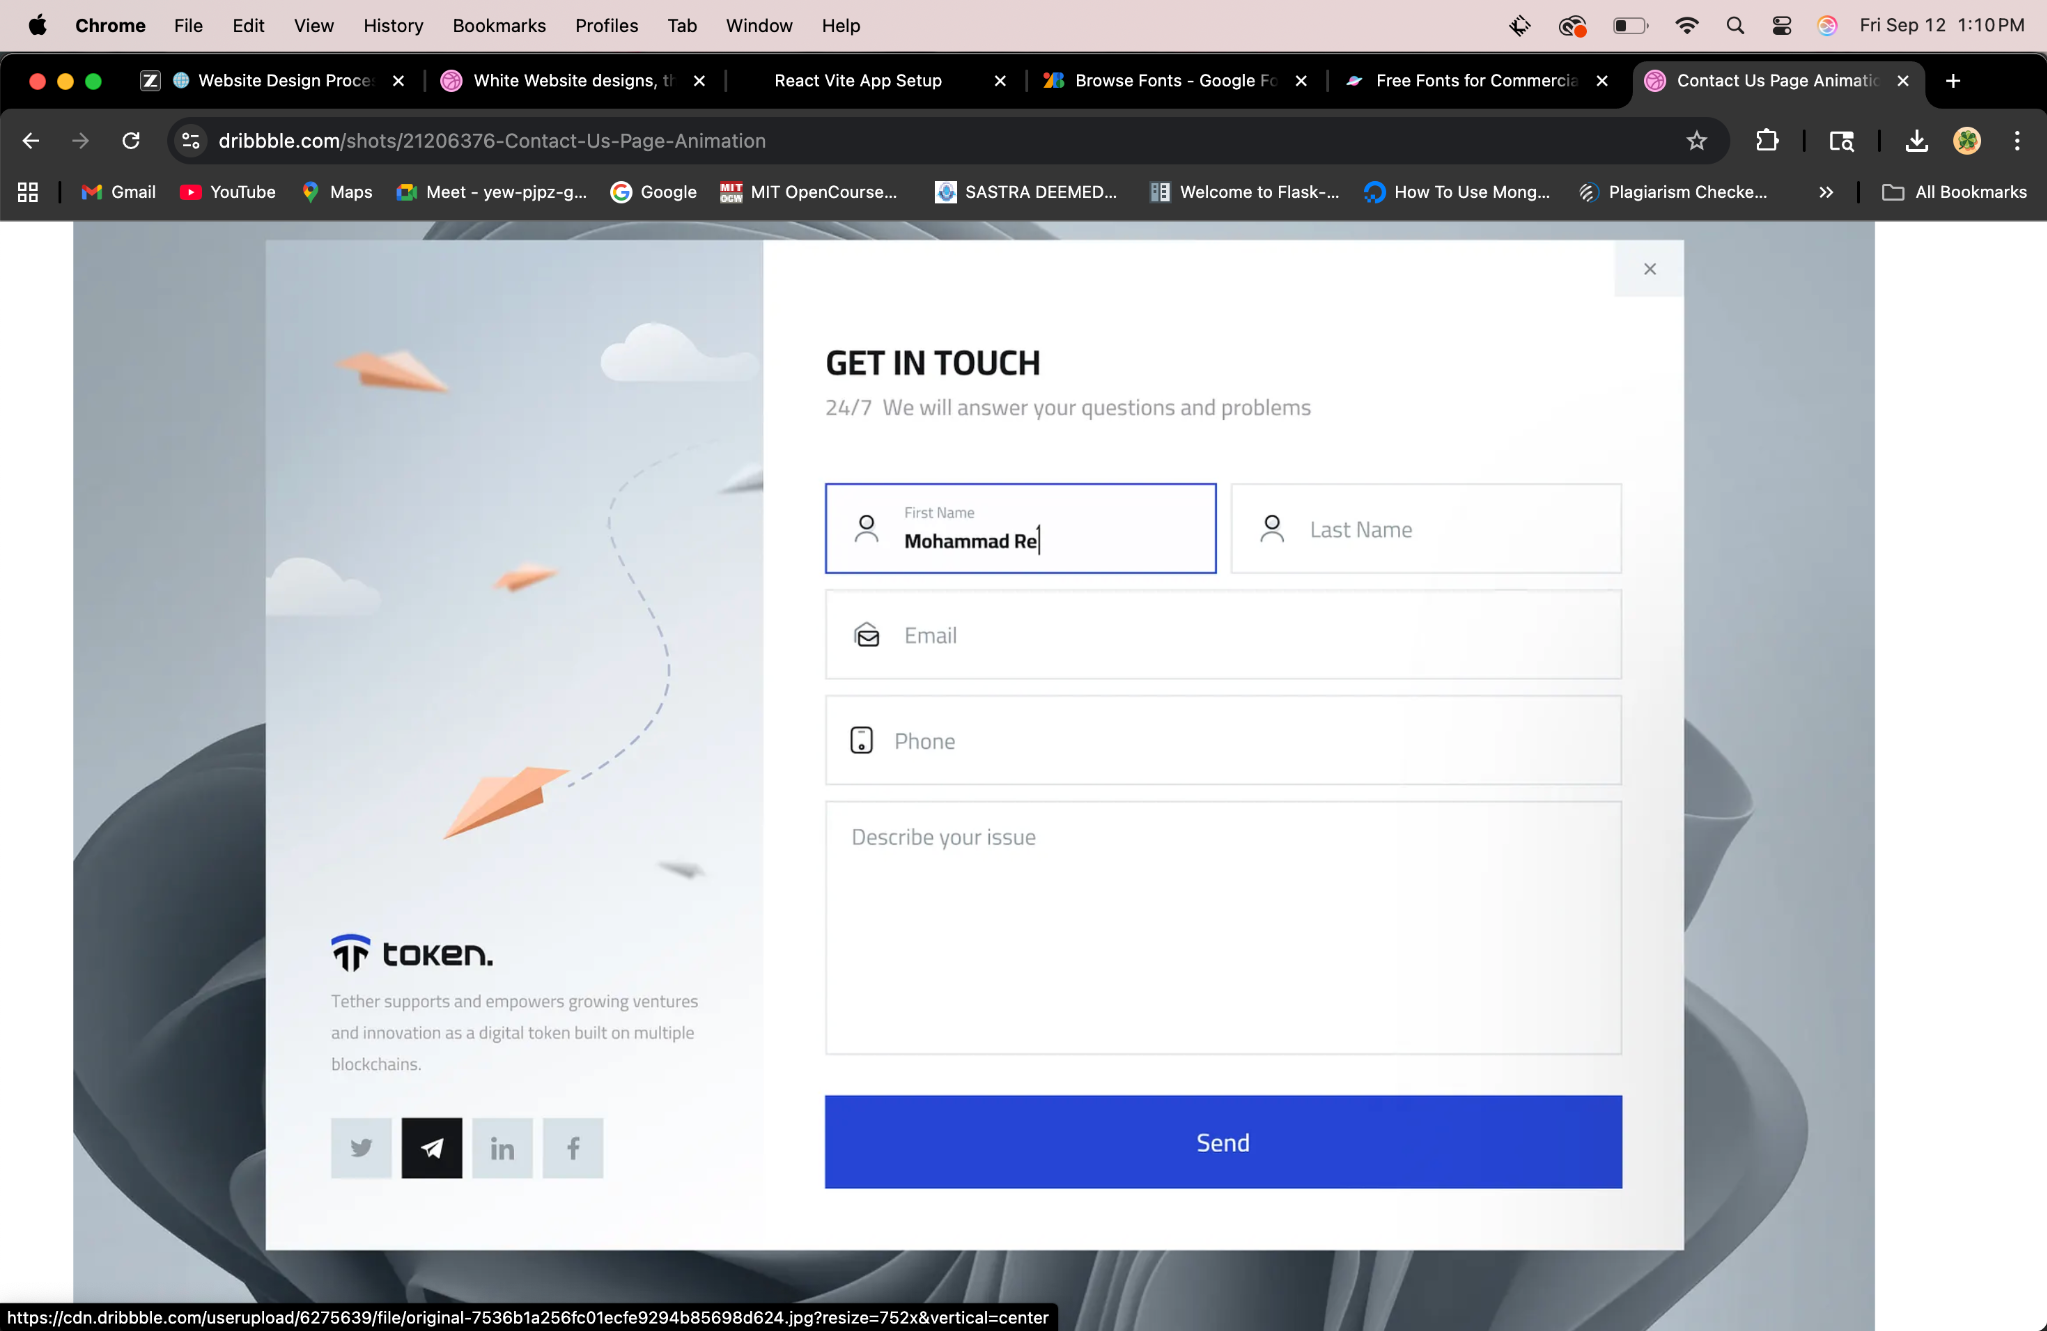 Chrome File Edit View History Bookmarks Profiles Tab Window Help Fri Sep 12 1:10 PM
Website Design Proce White Website designs, t React Vite App Setup Browse Fonts - Google Fo Free Fonts for Commercia Contact Us Page Animatio
dribbble.com/shots/21206376-Contact-Us-Page-Animation
Gmail YouTube Maps Meet - yew-pjpz-g... Google MIT OpenCourse... SASTRA DEEMED... Welcome to Flask-... How To Use Mong... Plagiarism Checke... » All Bookmarks
GET IN TOUCH
24/7 We will answer your questions and problems
First Name
Mohammad Re
Last Name
Email
Phone
Describe your issue
Send
token.
Tether supports and empowers growing ventures
and innovation as a digital token built on multiple
blockchains.
https://cdn.dribbble.com/userupload/6275639/file/original-7536b1a256fc01ecfe9294b85698d624.jpg?resize=752x&vertical=center